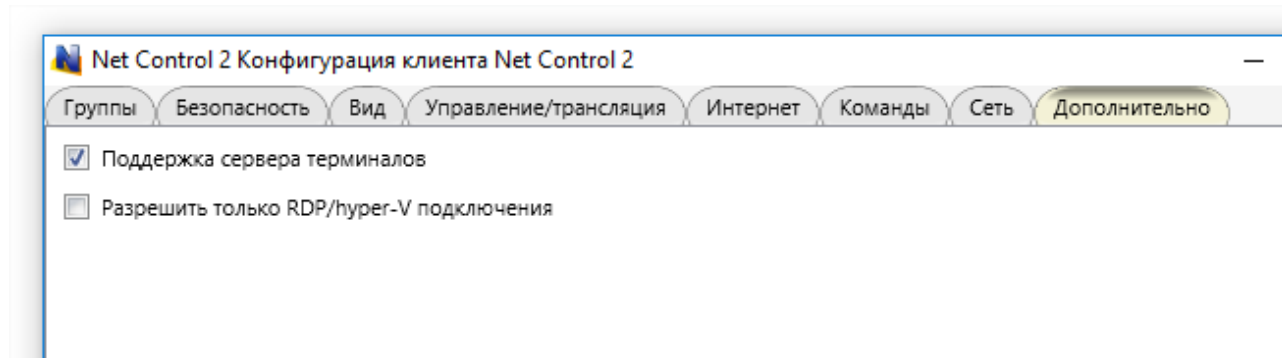 Net Control 2 Конфигурация клиента Net Control 2
Группы Безопасность Вид Управление/трансляция Интернет Команды Сеть Дополнительно
Поддержка сервера терминалов
Разрешить только RDP/hyper-V подключения